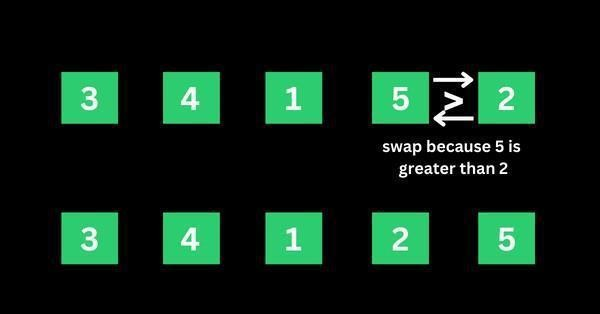 3 4 1 5 > 2
swap because 5 is
greater than 2
3 4 1 2 5